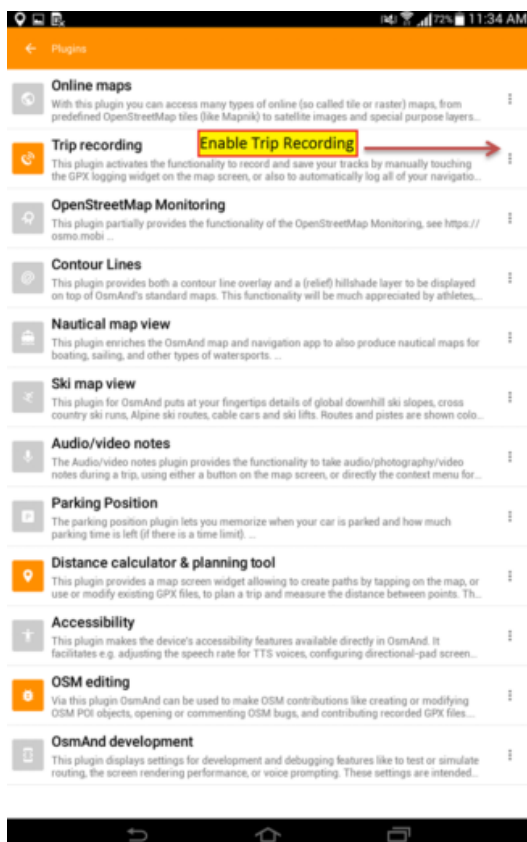 72% 11:34 AM
Plugins
Online maps
With this plugin you can access many types of online (so called tile or raster) maps, from
predefined OpenStreetMap tiles (like Mapnik) to satellite images and special purpose layers...
Trip recording
Enable Trip Recording
This plugin activates the functionality to record and save your tracks by manually touching
the GPX logging widget on the map screen, or also to automatically log all of your navigatio...
OpenStreetMap Monitoring
This plugin partially provides the functionality of the OpenStreetMap Monitoring, see https://
osmo.mobi ...
Contour Lines
This plugin provides both a contour line overlay and a (relief) hillshade layer to be displayed
on top of OsmAnd's standard maps. This functionality will be much appreciated by athletes,...
Nautical map view
This plugin enriches the OsmAnd map and navigation app to also produce nautical maps for
boating, sailing, and other types of watersports. ...
Ski map view
This plugin for OsmAnd puts at your fingertips details of global downhill ski slopes, cross
country ski runs, Alpine ski routes, cable cars and ski lifts. Routes and pistes are shown colo...
Audio/video notes
The Audio/video notes plugin provides the functionality to take audio/photography/video
notes during a trip, using either a button on the map screen, or directly the context menu for...
Parking Position
The parking position plugin lets you memorize when your car is parked and how much
parking time is left (if there is a time limit). ...
Distance calculator & planning tool
This plugin provides a map screen widget allowing to create paths by tapping on the map, or
use or modify existing GPX files, to plan a trip and measure the distance between points. Th...
Accessibility
This plugin makes the device's accessibility features available directly in OsmAnd. It
facilitates e.g. adjusting the speech rate for TTS voices, configuring directional-pad screen...
OSM editing
Via this plugin OsmAnd can be used to make OSM contributions like creating or modifying
OSM POI objects, opening or commenting OSM bugs, and contributing recorded GPX files...
OsmAnd development
This plugin displays settings for development and debugging features like to test or simulate
routing, the screen rendering performance, or voice prompting. These settings are intended...